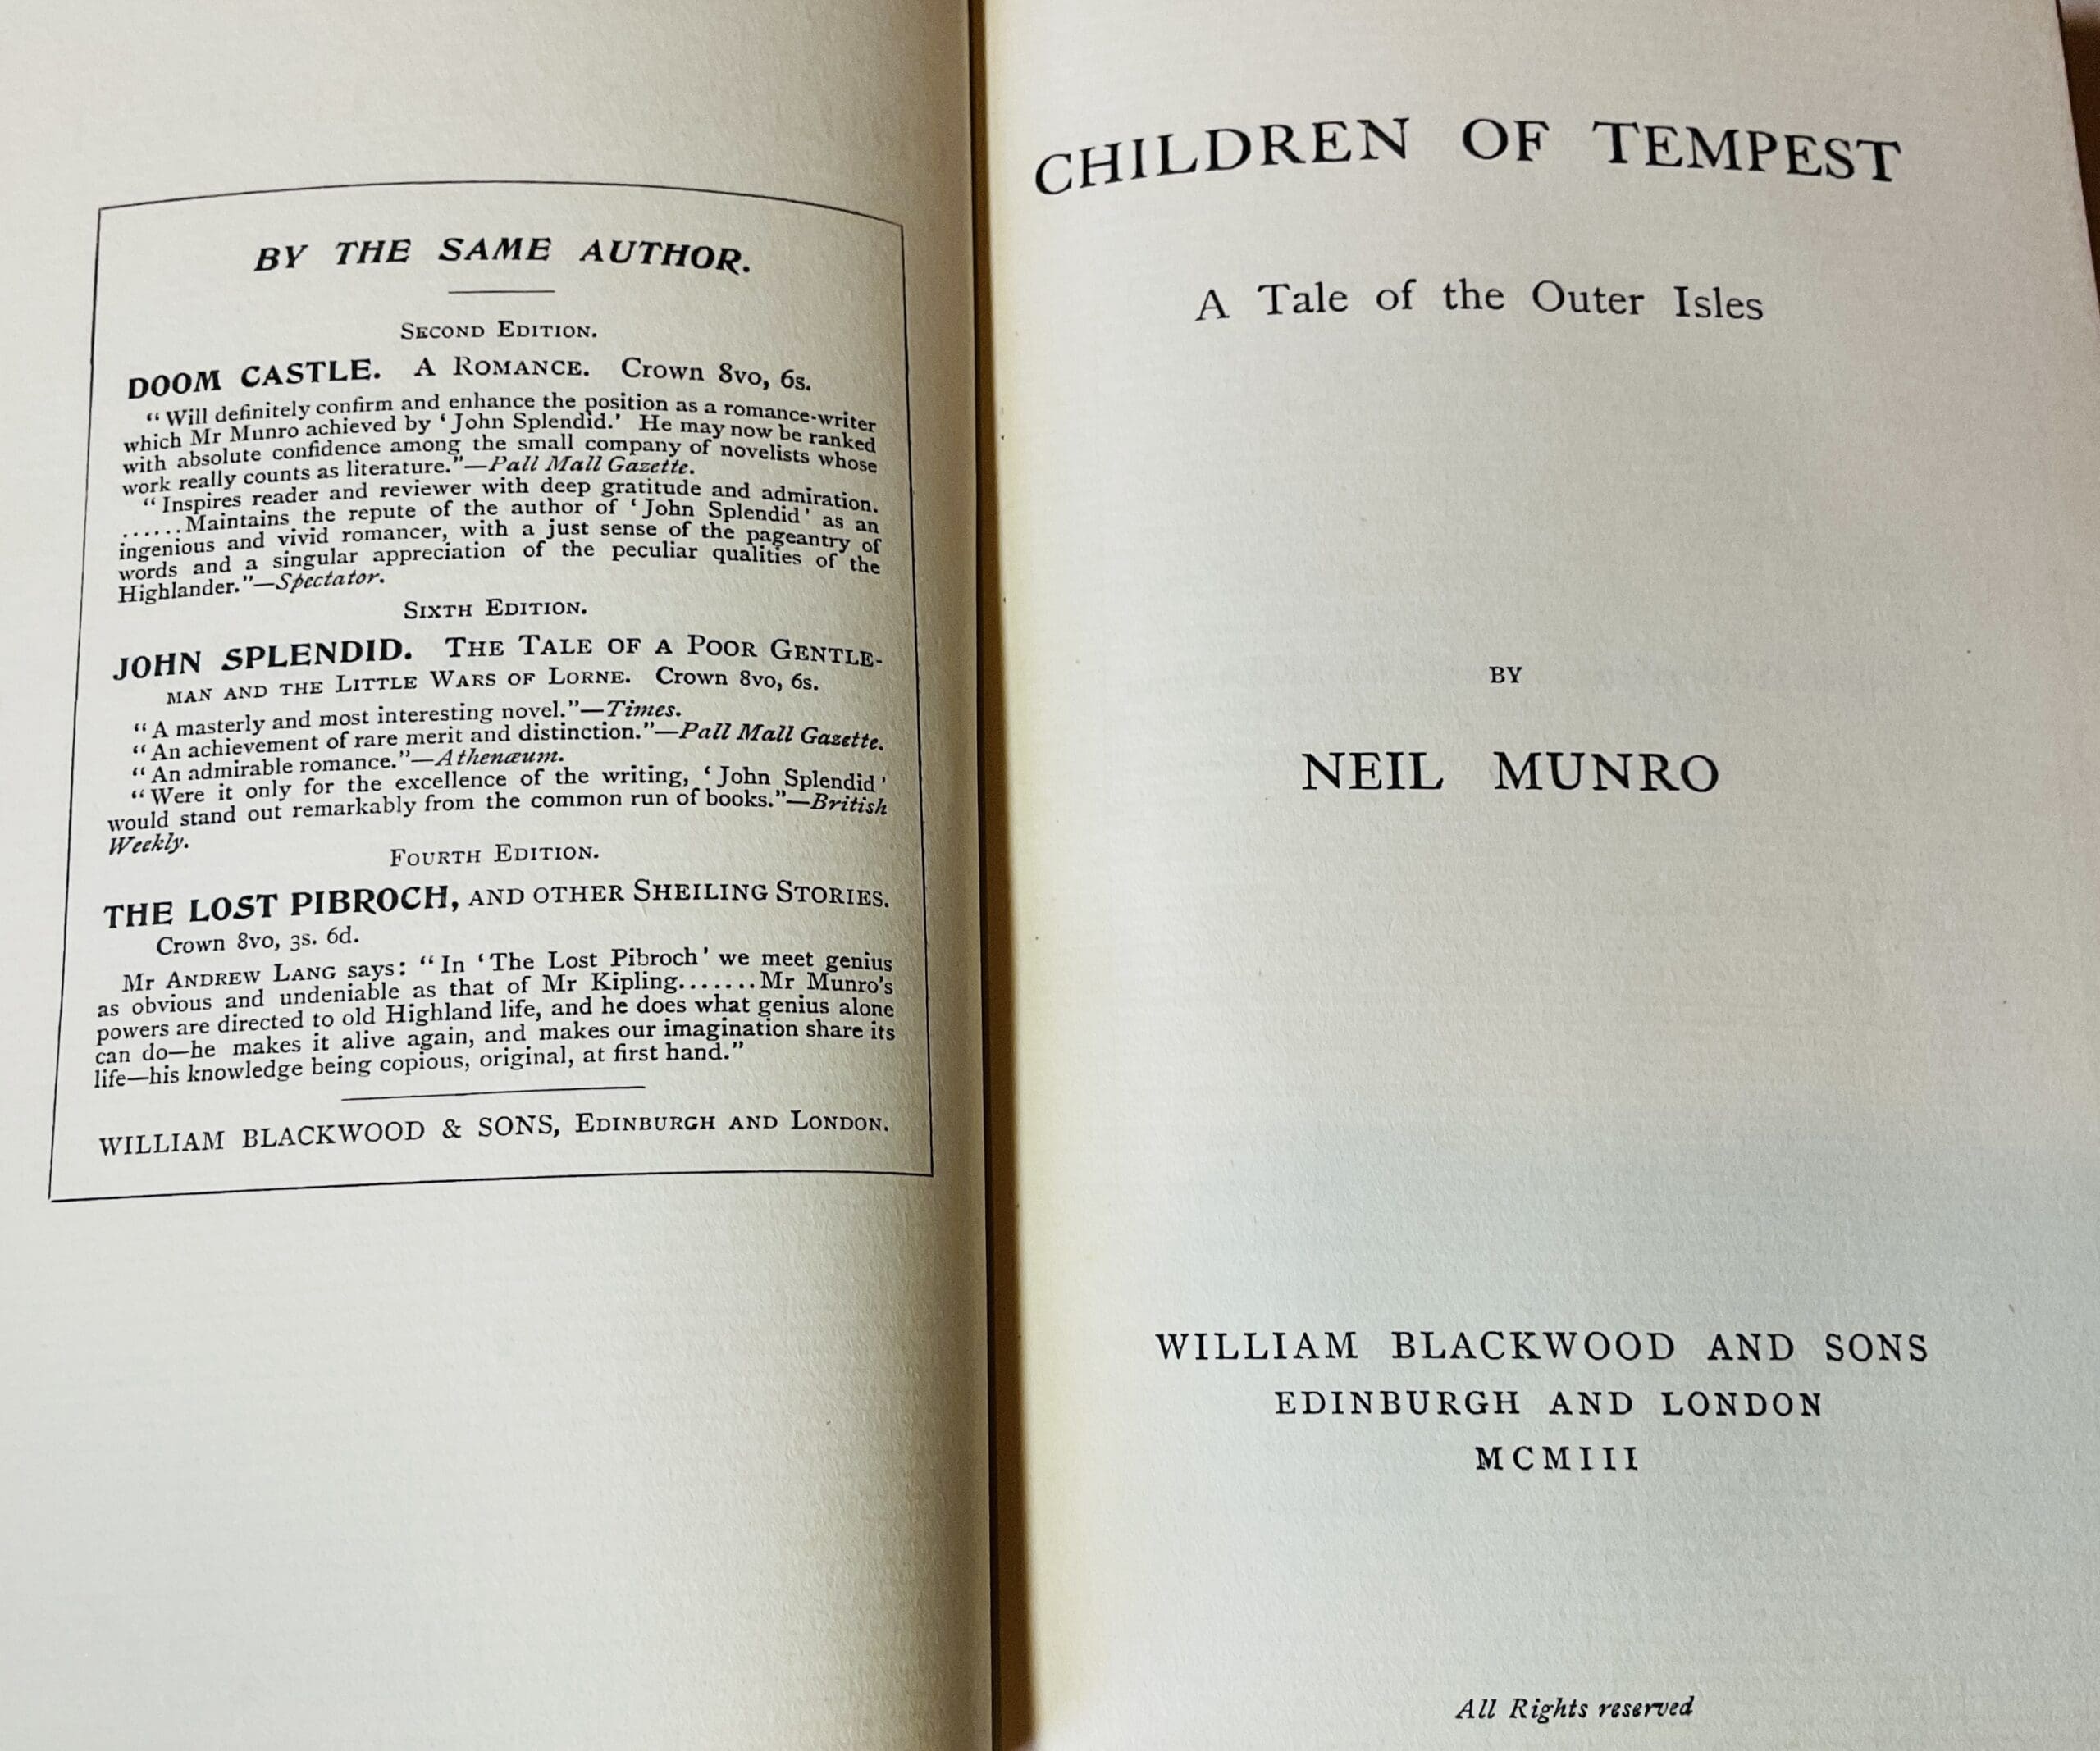 BY THE SAME AUTHOR.
SECOND EDITION.
DOOM CASTLE. A ROMANCE. Crown 8vo, 6s.
“Will definitely confirm and enhance the position as a romance-writer
which Mr Munro achieved by ‘John Splendid.’ He may now be ranked
with absolute confidence among the small company of novelists whose
work really counts as literature.”—Pall Mall Gazette.
“Inspires reader and reviewer with deep gratitude and admiration.
......Maintains the repute of the author of ‘John Splendid’ as an
ingenious and vivid romancer, with a just sense of the pageantry of
words and a singular appreciation of the peculiar qualities of the
Highlander.”—Spectator.
SIXTH EDITION.
JOHN SPLENDID. THE TALE OF A POOR GENTLE-
MAN AND THE LITTLE WARS OF LORNE. Crown 8vo, 6s.
“A masterly and most interesting novel.”—Times.
“An achievement of rare merit and distinction.”—Pall Mall Gazette.
“An admirable romance.”—Athenæum.
“Were it only for the excellence of the writing, ‘John Splendid’
would stand out remarkably from the common run of books.”—British
Weekly.
FOURTH EDITION.
THE LOST PIBROCH, AND OTHER SHEILING STORIES.
Crown 8vo, 3s. 6d.
Mr ANDREW LANG says: “In ‘The Lost Pibroch’ we meet genius
as obvious and undeniable as that of Mr Kipling.......Mr Munro’s
powers are directed to old Highland life, and he does what genius alone
can do—he makes it alive again, and makes our imagination share its
life—his knowledge being copious, original, at first hand.”
WILLIAM BLACKWOOD & SONS, EDINBURGH AND LONDON.
CHILDREN OF TEMPEST
A Tale of the Outer Isles
BY
NEIL MUNRO
WILLIAM BLACKWOOD AND SONS
EDINBURGH AND LONDON
MCMIII
All Rights reserved